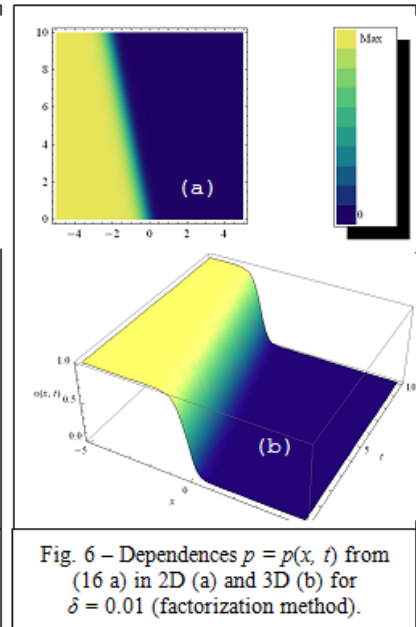 10
8
6
4
2
0
(a)
−4 −2 0 2 4
Max
0
1.0
n(x, t) 0.5
0.0
−5
0
x
(b)
10
5
t
Fig. 6 – Dependences p = p(x, t) from
(16 a) in 2D (a) and 3D (b) for
δ = 0.01 (factorization method).